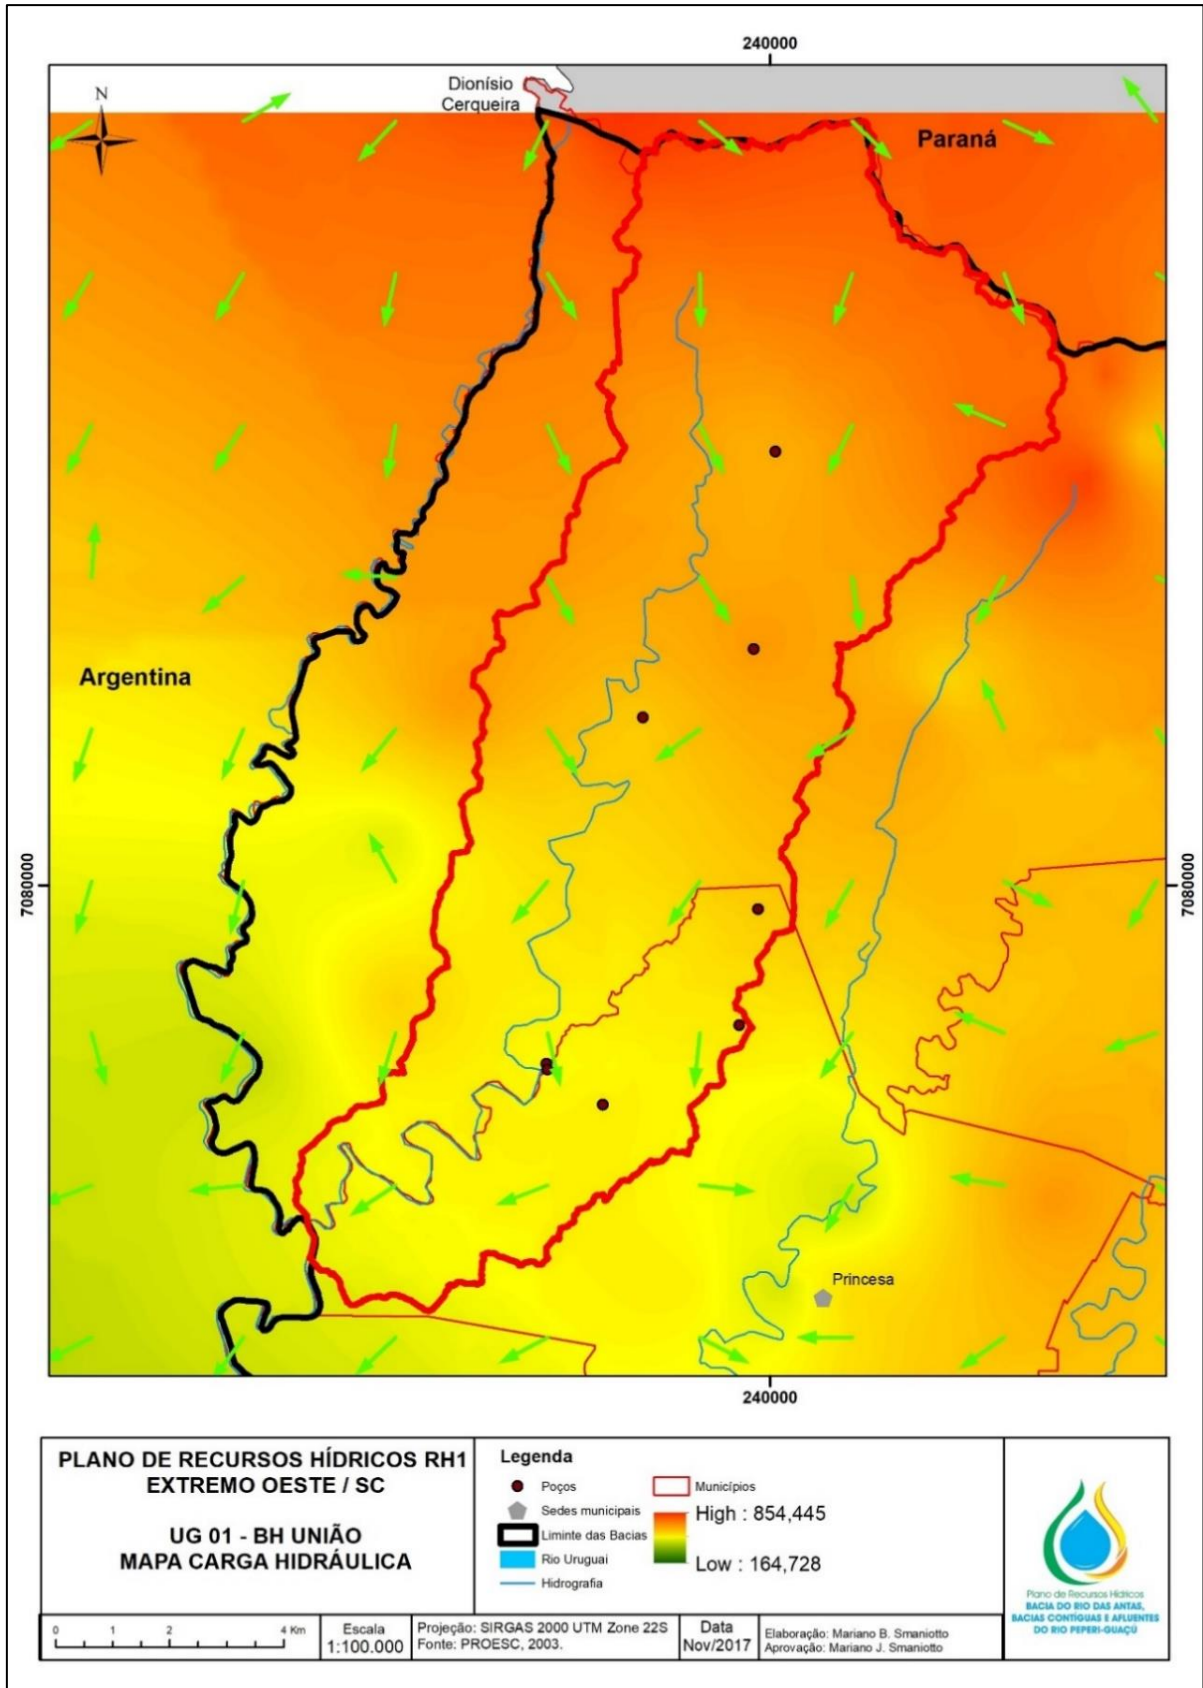 240000
Dionísio
Cerqueira
N
Paraná
Argentina
7080000
7080000
Princesa
240000
PLANO DE RECURSOS HÍDRICOS RH1
EXTREMO OESTE / SC
UG 01 - BH UNIÃO
MAPA CARGA HIDRÁULICA
Legenda
Poços
Sedes municipais
Liminte das Bacias
Rio Uruguai
Hidrografia
Municípios
High : 854,445
Low : 164,728
Plano de Recursos Hídricos
BACIA DO RIO DAS ANTAS,
BACIAS CONTÍGUAS E AFLUENTES
DO RIO PEPERI-GUAÇÚ
0 1 2 4 Km
Escala
1:100.000
Projeção: SIRGAS 2000 UTM Zone 22S
Fonte: PROESC, 2003.
Data
Nov/2017
Elaboração: Mariano B. Smaniotto
Aprovação: Mariano J. Smaniotto